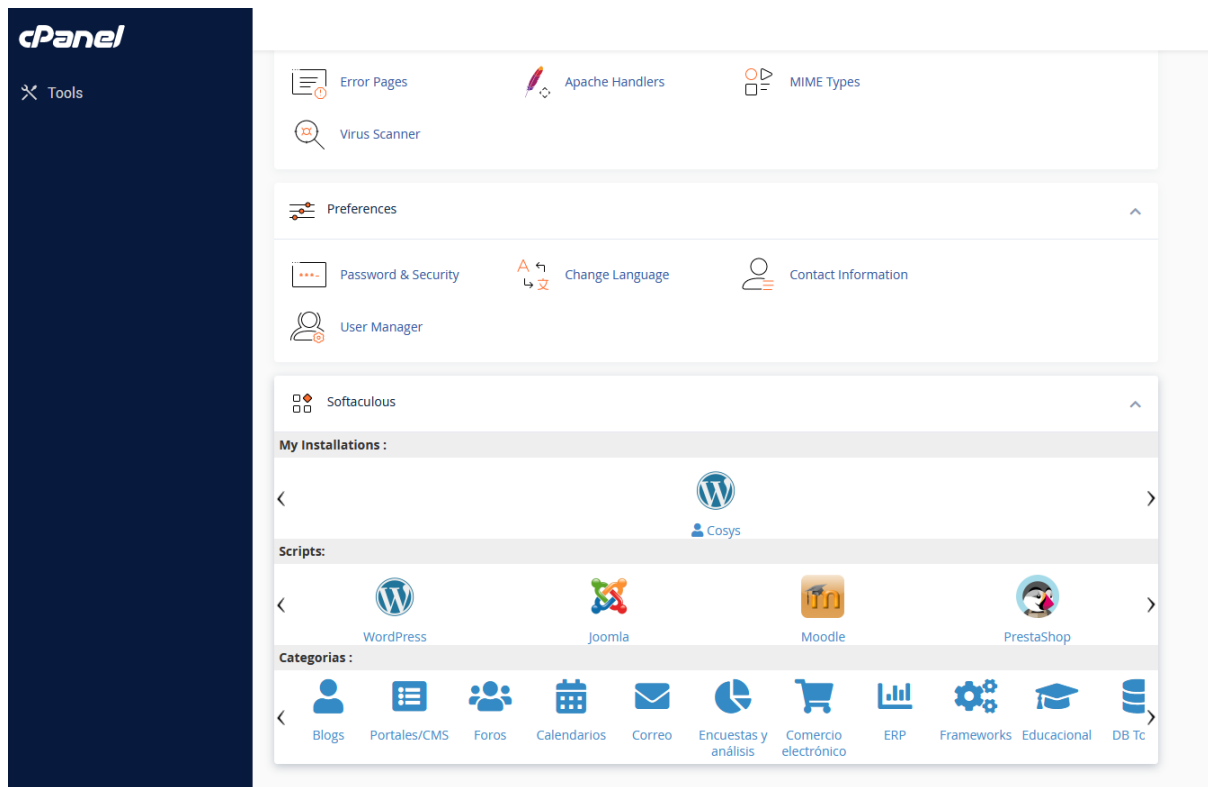 cPanel
Tools
Error Pages
Apache Handlers
MIME Types
Virus Scanner
Preferences
Password & Security
Change Language
Contact Information
User Manager
Softaculous
My Installations :
Cosys
Scripts:
WordPress
Joomla
Moodle
PrestaShop
Categorias :
Blogs
Portales/CMS
Foros
Calendarios
Correo
Encuestas y
análisis
Comercio
electrónico
ERP
Frameworks
Educacional
DB To